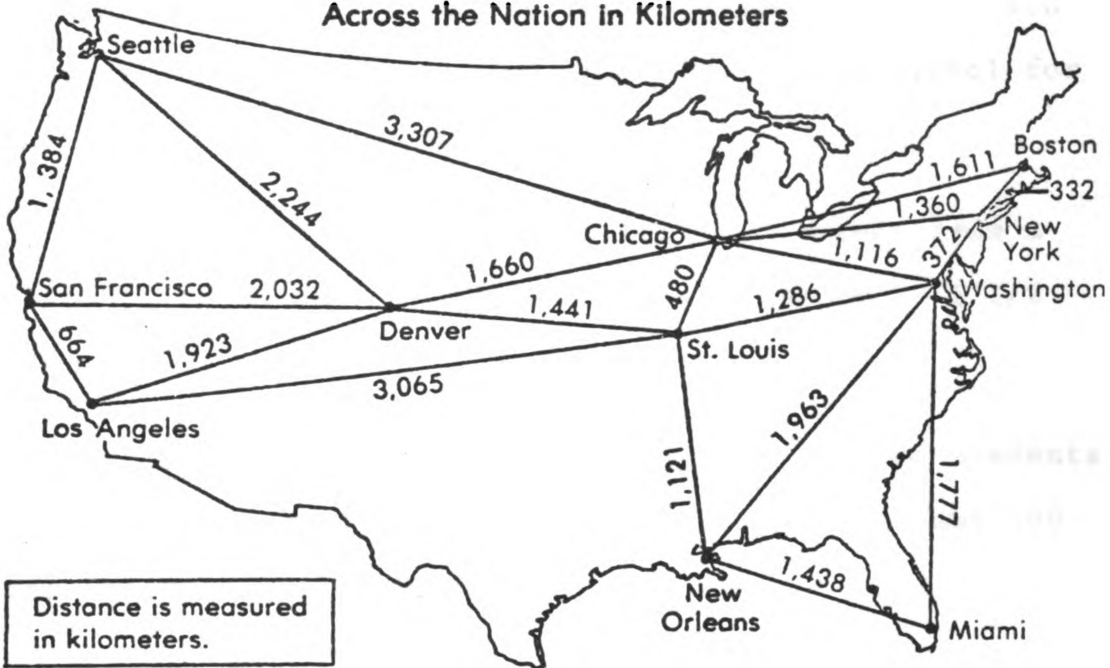 Across the Nation in Kilometers
Seattle
3,307
1,384
2,244
Boston
1,611
332
1,360
Chicago
New
York
372
1,116
1,660
San Francisco
2,032
480
Washington
1,286
1,441
Denver
St. Louis
664
1,923
3,065
Los Angeles
1,963
1,121
1,777
1,438
New
Orleans
Miami
Distance is measured
in kilometers.